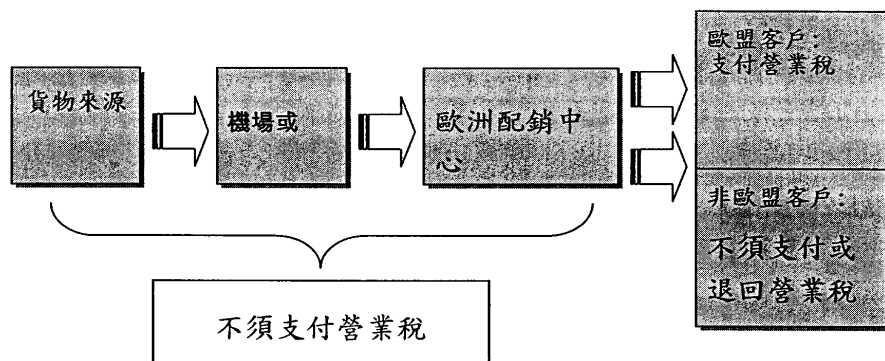 貨物來源
機場或
歐洲配銷中
心
歐盟客戶:
支付營業稅
非歐盟客戶:
不須支付或
退回營業稅
不須支付營業稅